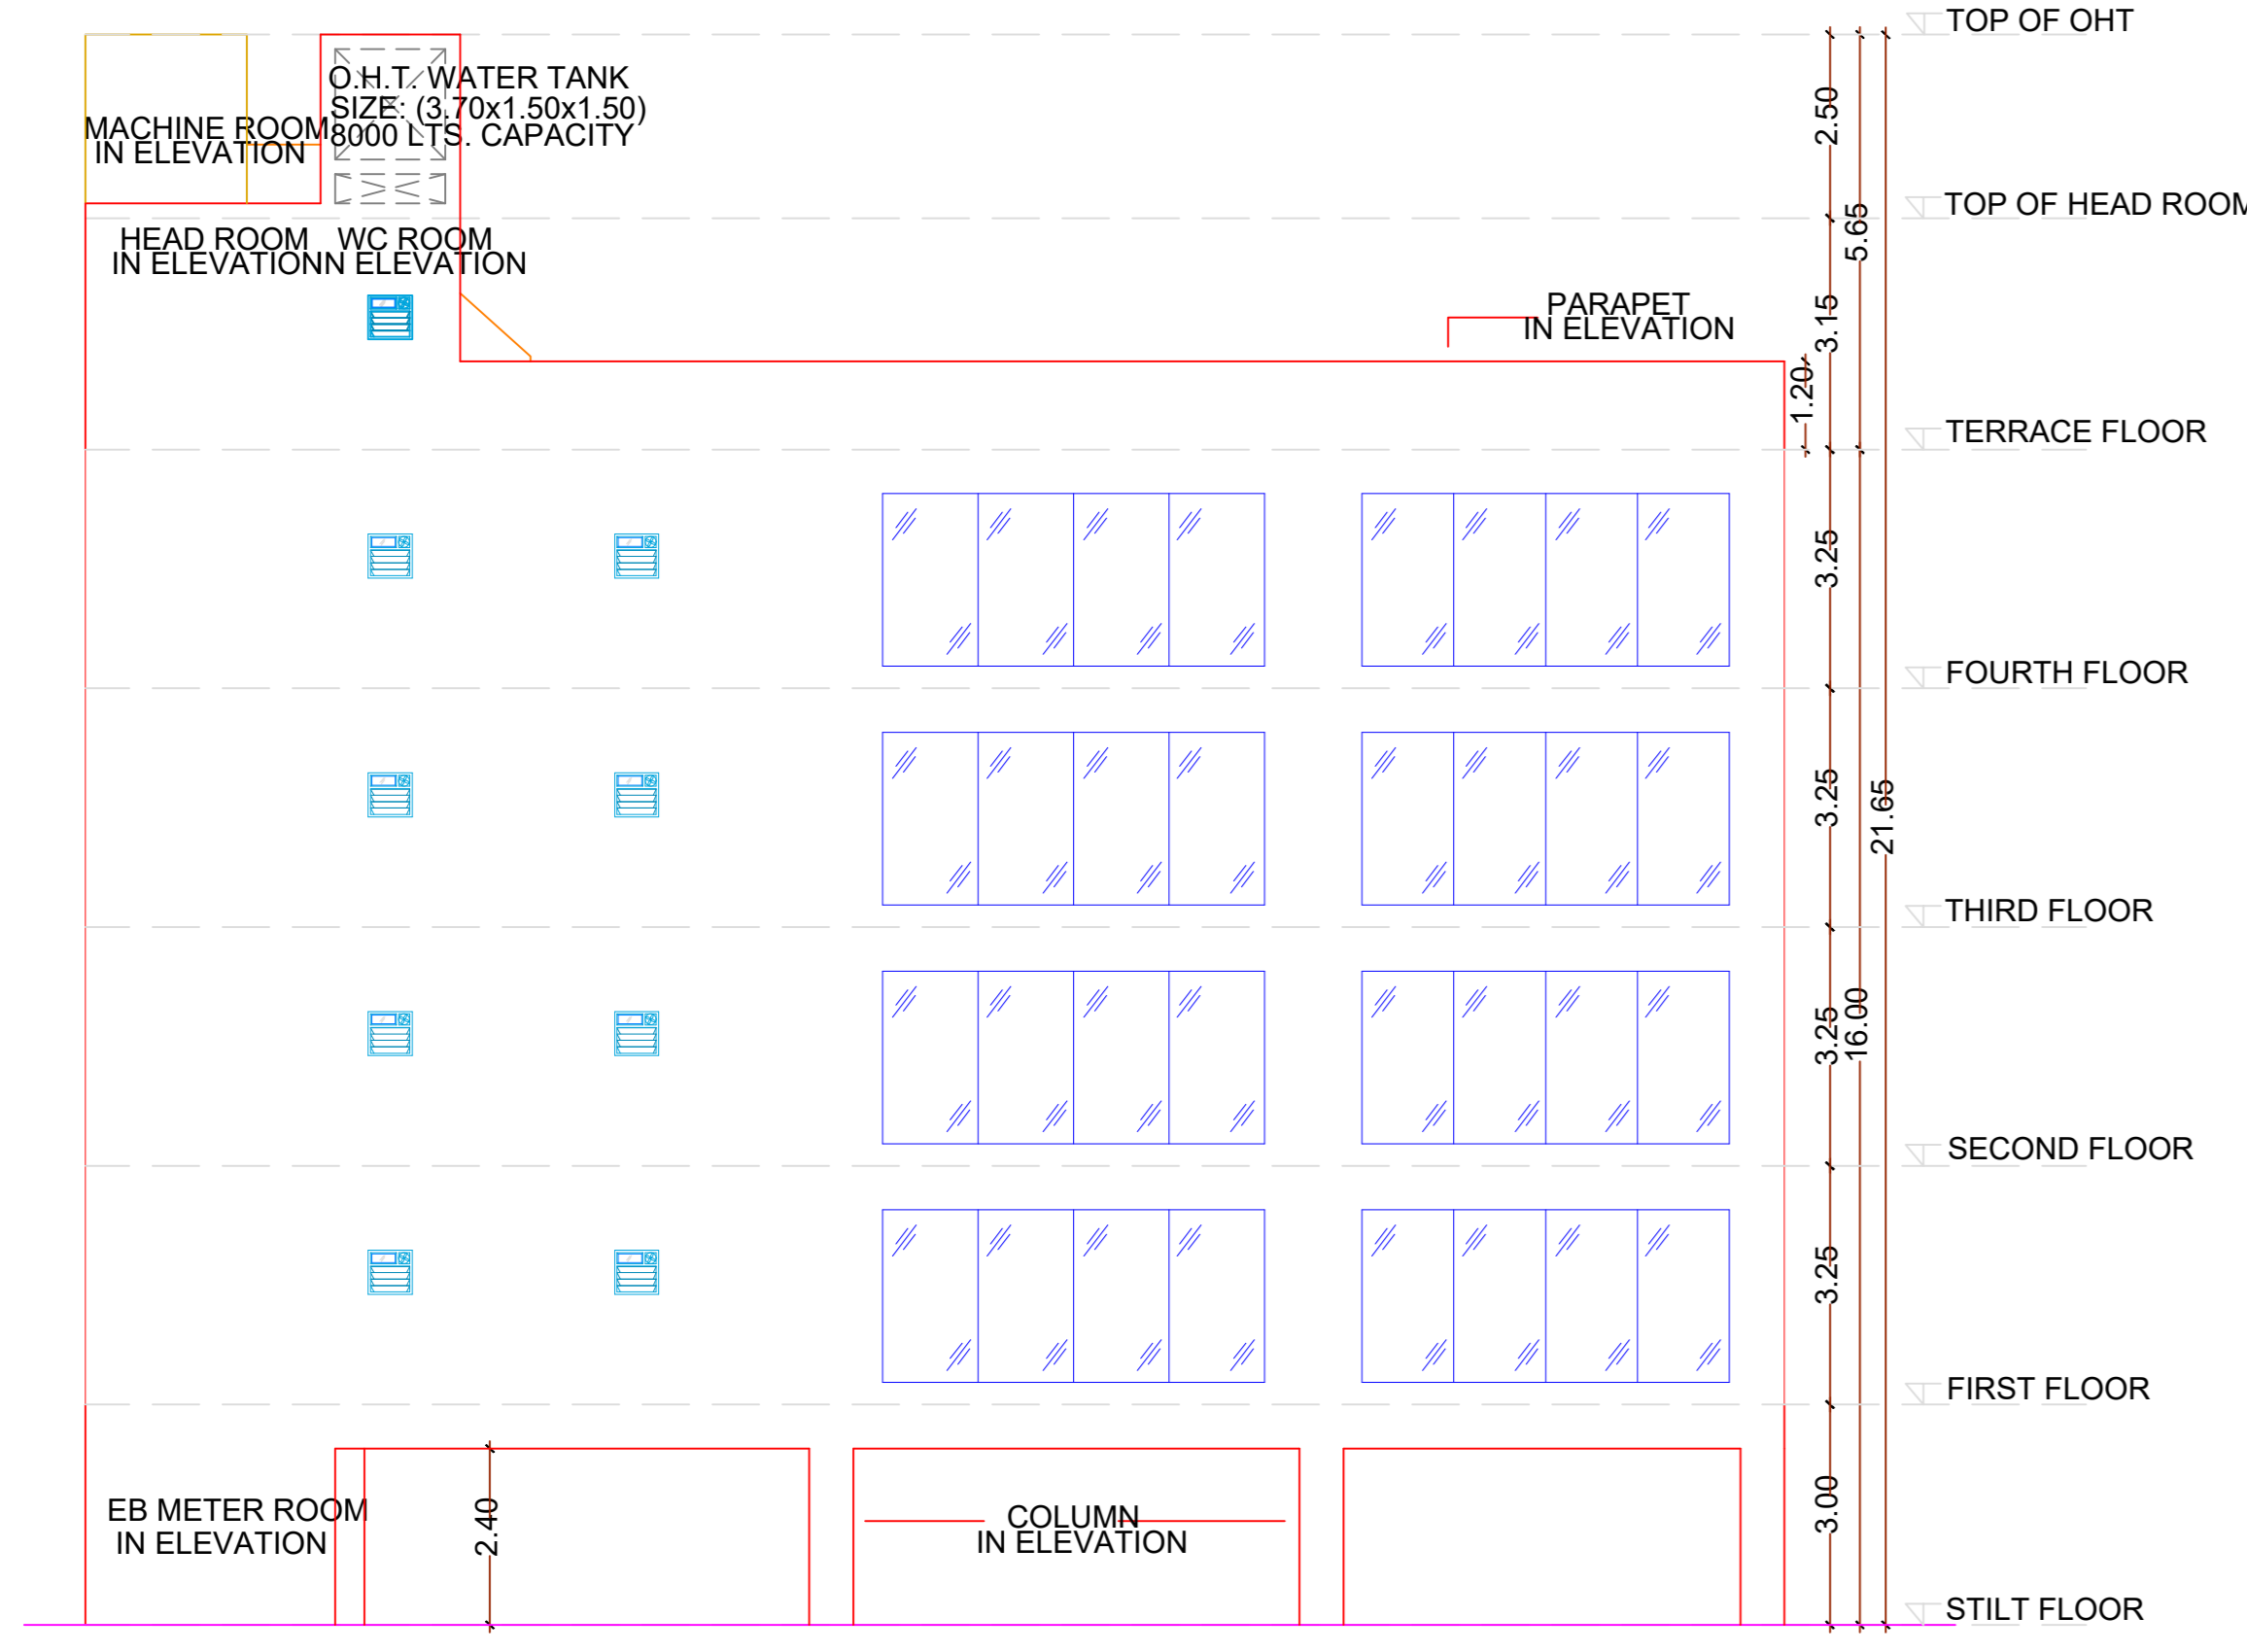 TOP OF OHT
O.H.T. WATER TANK
SIZE: (3.70x1.50x1.50)
8000 LTS. CAPACITY
MACHINE ROOM
IN ELEVATION
2.50
TOP OF HEAD ROOM
5.65
HEAD ROOM
IN ELEVATION
WC ROOM
N ELEVATION
PARAPET
IN ELEVATION
3.15
1.20
TERRACE FLOOR
3.25
FOURTH FLOOR
3.25
21.65
THIRD FLOOR
3.25
16.00
SECOND FLOOR
3.25
FIRST FLOOR
EB METER ROOM
IN ELEVATION
2.40
COLUMN
IN ELEVATION
3.00
STILT FLOOR